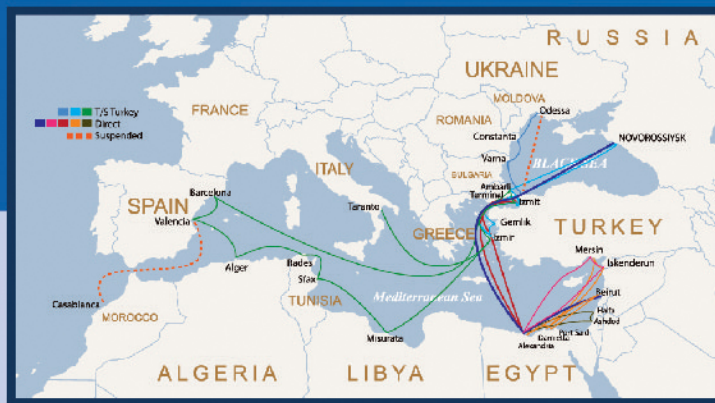 RUSSIA
UKRAINE
MOLDOVA
Odessa
FRANCE
T/S Turkey
Direct
Suspended
ROMANIA
Constanta
NOVOROSSIYSK
Varna
BLACK SEA
ITALY
BULGARIA
Barcelona
Ambarli
Terminal
Izmit
SPAIN
Valencia
Taranto
Gemlik
GREECE
Izmir
TURKEY
Mersin
Iskenderun
Alger
Bades
Sfax
TUNISIA
Mediterranean Sea
Beirut
Casablanca
MOROCCO
Haifa
Ashdod
Port Said
Damietta
Alexandria
Misurata
ALGERIA
LIBYA
EGYPT